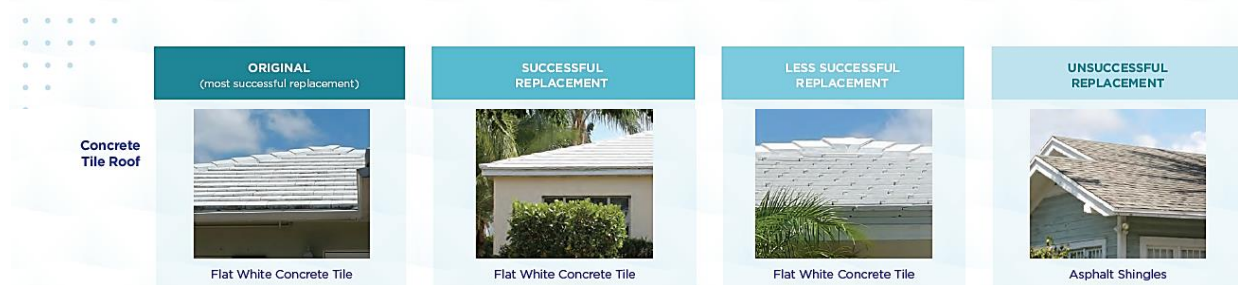 ORIGINAL
(most successful replacement)
SUCCESSFUL
REPLACEMENT
LESS SUCCESSFUL
REPLACEMENT
UNSUCCESSFUL
REPLACEMENT
Concrete
Tile Roof
Flat White Concrete Tile
Flat White Concrete Tile
Flat White Concrete Tile
Asphalt Shingles